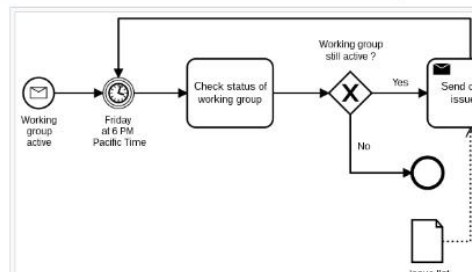 Working group
still active ?
Check status of
working group
Yes
Send
Working
group
active
Friday
at 6 PM
Pacific Time
No